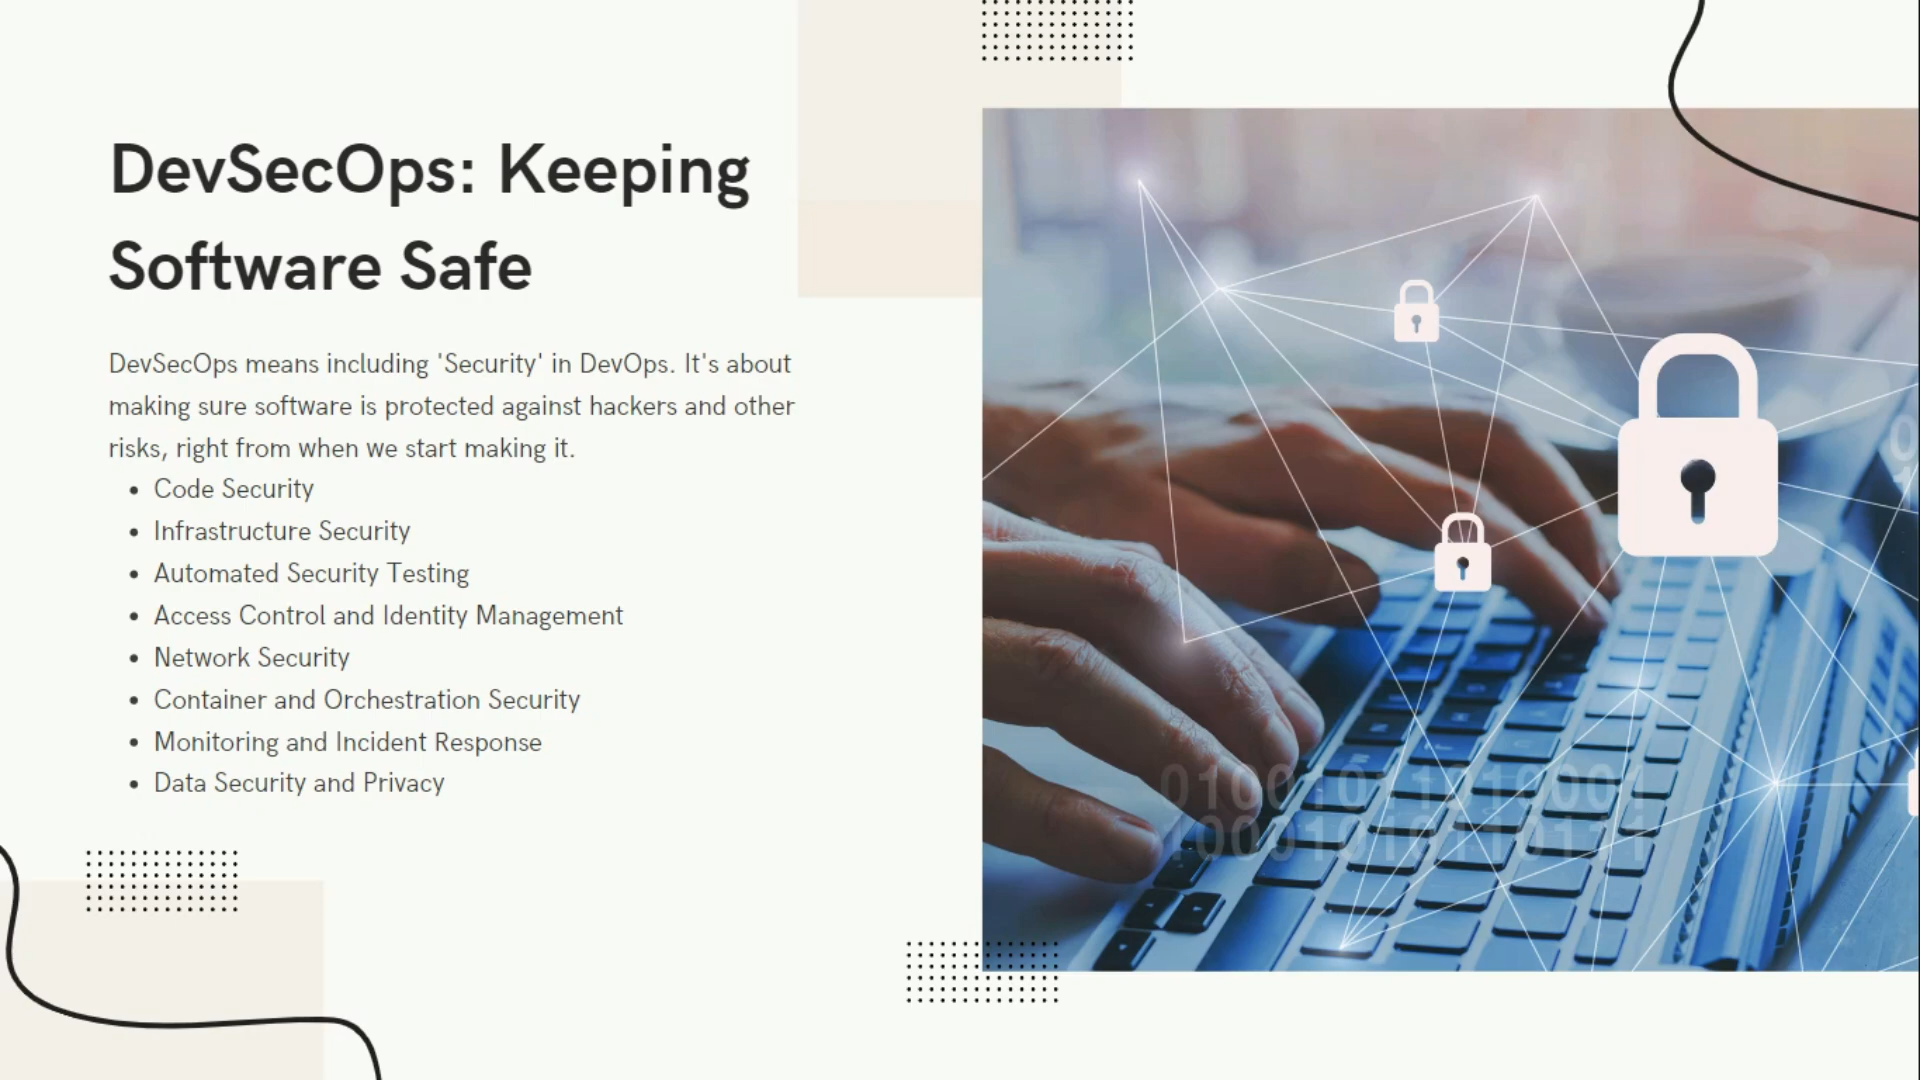 DevSecOps: Keeping
Software Safe
DevSecOps means including 'Security' in DevOps. It's about
making sure software is protected against hackers and other
risks, right from when we start making it.
• Code Security
• Infrastructure Security
• Automated Security Testing
• Access Control and Identity Management
• Network Security
• Container and Orchestration Security
• Monitoring and Incident Response
• Data Security and Privacy